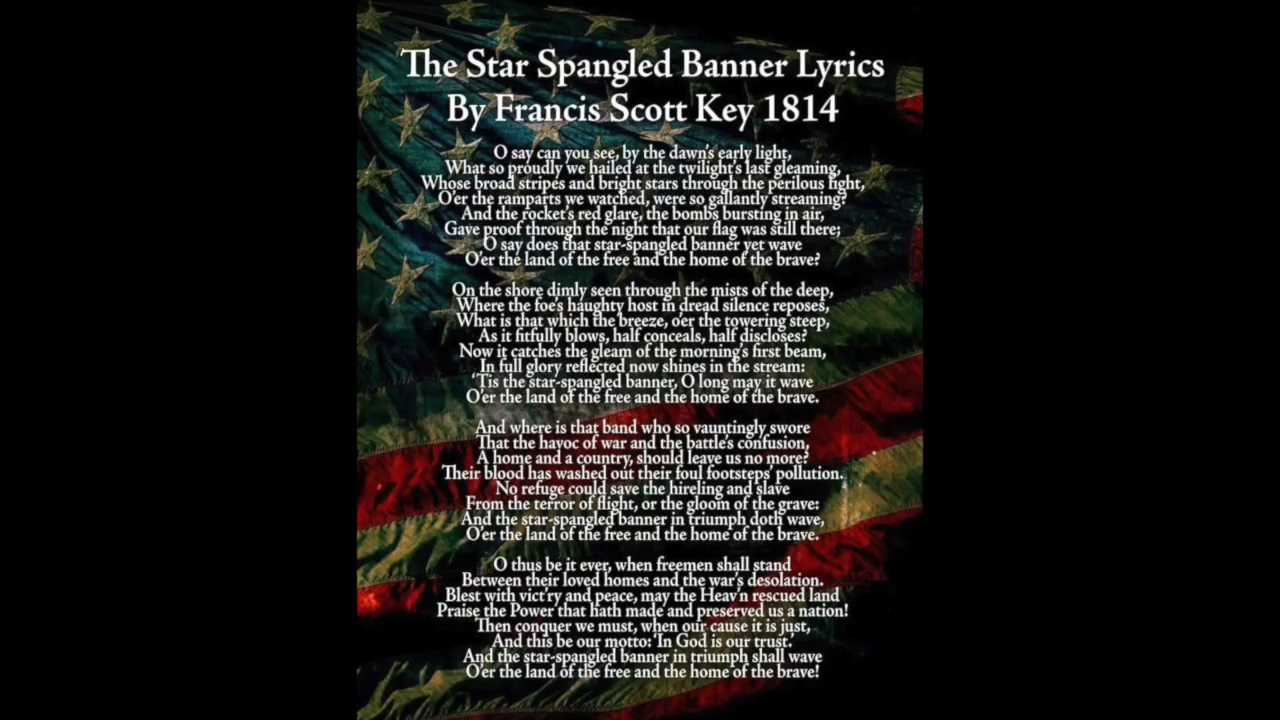 The Star Spangled Banner Lyrics
By Francis Scott Key 1814
O say can you see, by the dawn's early light,
What so proudly we hailed at the twilight's last gleaming,
Whose broad stripes and bright stars through the perilous fight,
O'er the ramparts we watched, were so gallantly streaming?
And the rocket's red glare, the bombs bursting in air,
Gave proof through the night that our flag was still there;
O say does that star-spangled banner yet wave
O'er the land of the free and the home of the brave?
On the shore dimly seen through the mists of the deep,
Where the foe's haughty host in dread silence reposes,
What is that which the breeze, o'er the towering steep,
As it fitfully blows, half conceals, half discloses?
Now it catches the gleam of the morning's first beam,
In full glory reflected now shines in the stream:
'Tis the star-spangled banner, O long may it wave
O'er the land of the free and the home of the brave.
And where is that band who so vauntingly swore
That the havoc of war and the battle's confusion,
A home and a country, should leave us no more?
Their blood has washed out their foul footsteps' pollution.
No refuge could save the hireling and slave
From the terror of flight, or the gloom of the grave:
And the star-spangled banner in triumph doth wave,
O'er the land of the free and the home of the brave.
O thus be it ever, when freemen shall stand
Between their loved homes and the war's desolation.
Blest with vict'ry and peace, may the Heav'n rescued land
Praise the Power that hath made and preserved us a nation!
Then conquer we must, when our cause it is just,
And this be our motto: 'In God is our trust.'
And the star-spangled banner in triumph shall wave
O'er the land of the free and the home of the brave!